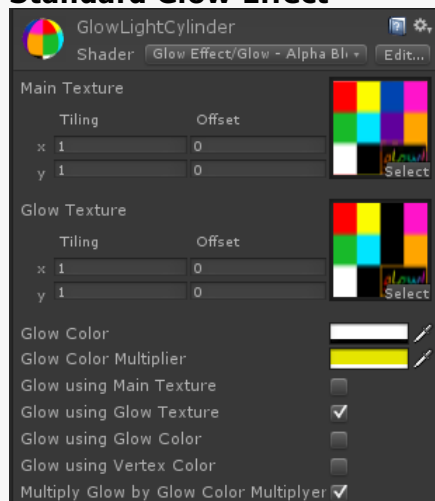 Standard Glow Effect
GlowLightCylinder
Shader Glow Effect/Glow - Alpha Bl
Edit...
Main Texture
Tiling Offset
x 1 0
y 1 0
glow!
Select
Glow Texture
Tiling Offset
x 1 0
y 1 0
glow!
Select
Glow Color
Glow Color Multiplier
Glow using Main Texture
Glow using Glow Texture
Glow using Glow Color
Glow using Vertex Color
Multiply Glow by Glow Color Multiplyer